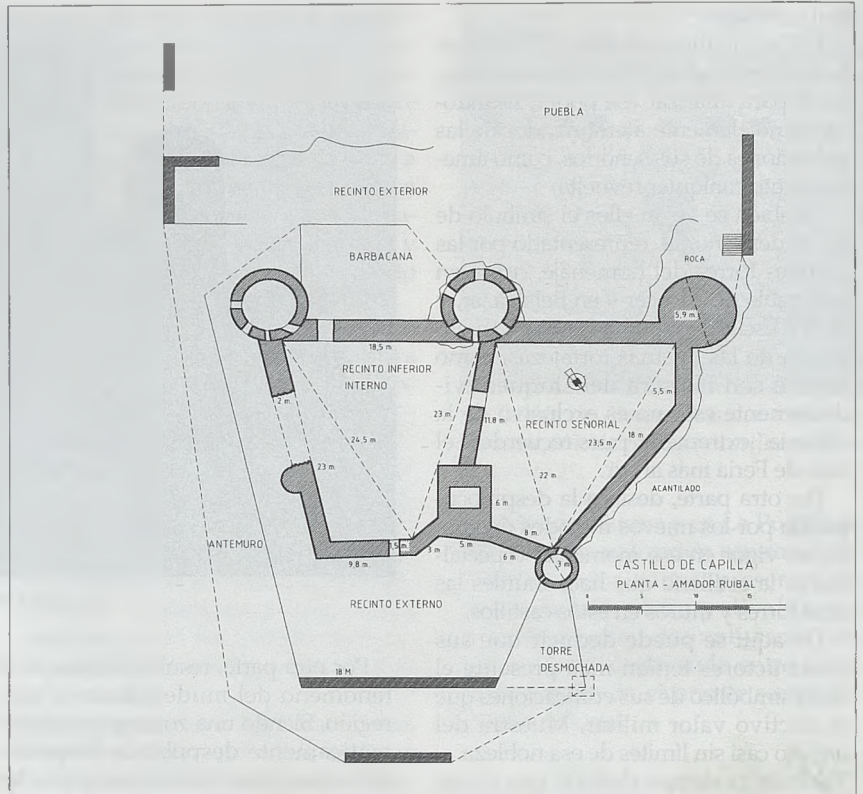 PUEBLA
RECINTO EXTERIOR
BARBACANA
ROCA
5,9 m.
18,5 m.
RECINTO INFERIOR
INTERNO
RECINTO SEÑORIAL
5,5 m.
2 m.
23 m.
11.8 m.
24,5 m.
23,5 m.
18 m.
22 m.
ACANTILADO
23 m.
6 m.
ANTEMURO
1,5 m.
3 m
5 m.
8 m.
6 m.
3 m
9,8 m.
CASTILLO DE CAPILLA
PLANTA - AMADOR RUIBAL
0 5 10 15
RECINTO EXTERNO
TORRE
DESMOCHADA
18 M.